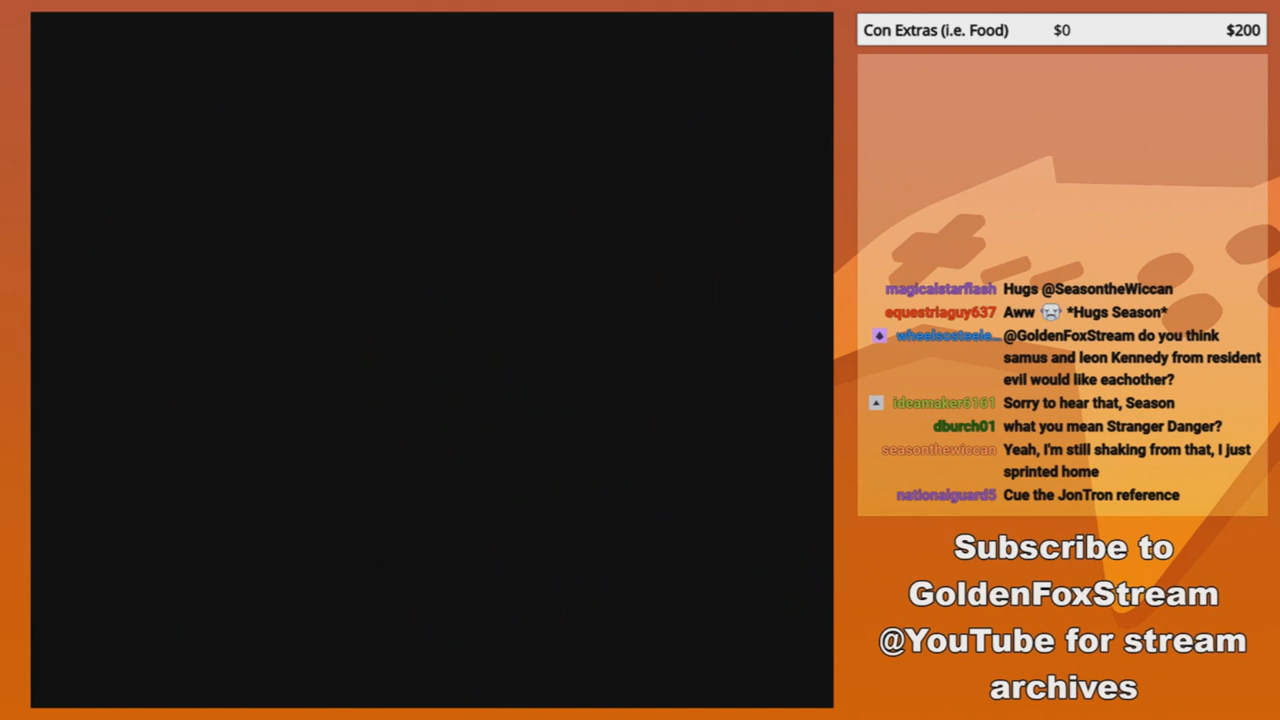 Con Extras (i.e. Food) $0 $200
magicalstarflash Hugs @SeasontheWiccan
equestriaguy637 Aww *Hugs Season*
wheelsosteele... @GoldenFoxStream do you think
samus and leon Kennedy from resident
evil would like eachother?
ideamaker6161 Sorry to hear that, Season
dburch01 what you mean Stranger Danger?
seasonthewiccan Yeah, I'm still shaking from that, I just
sprinted home
nationalguard5 Cue the JonTron reference
Subscribe to
GoldenFoxStream
@YouTube for stream
archives